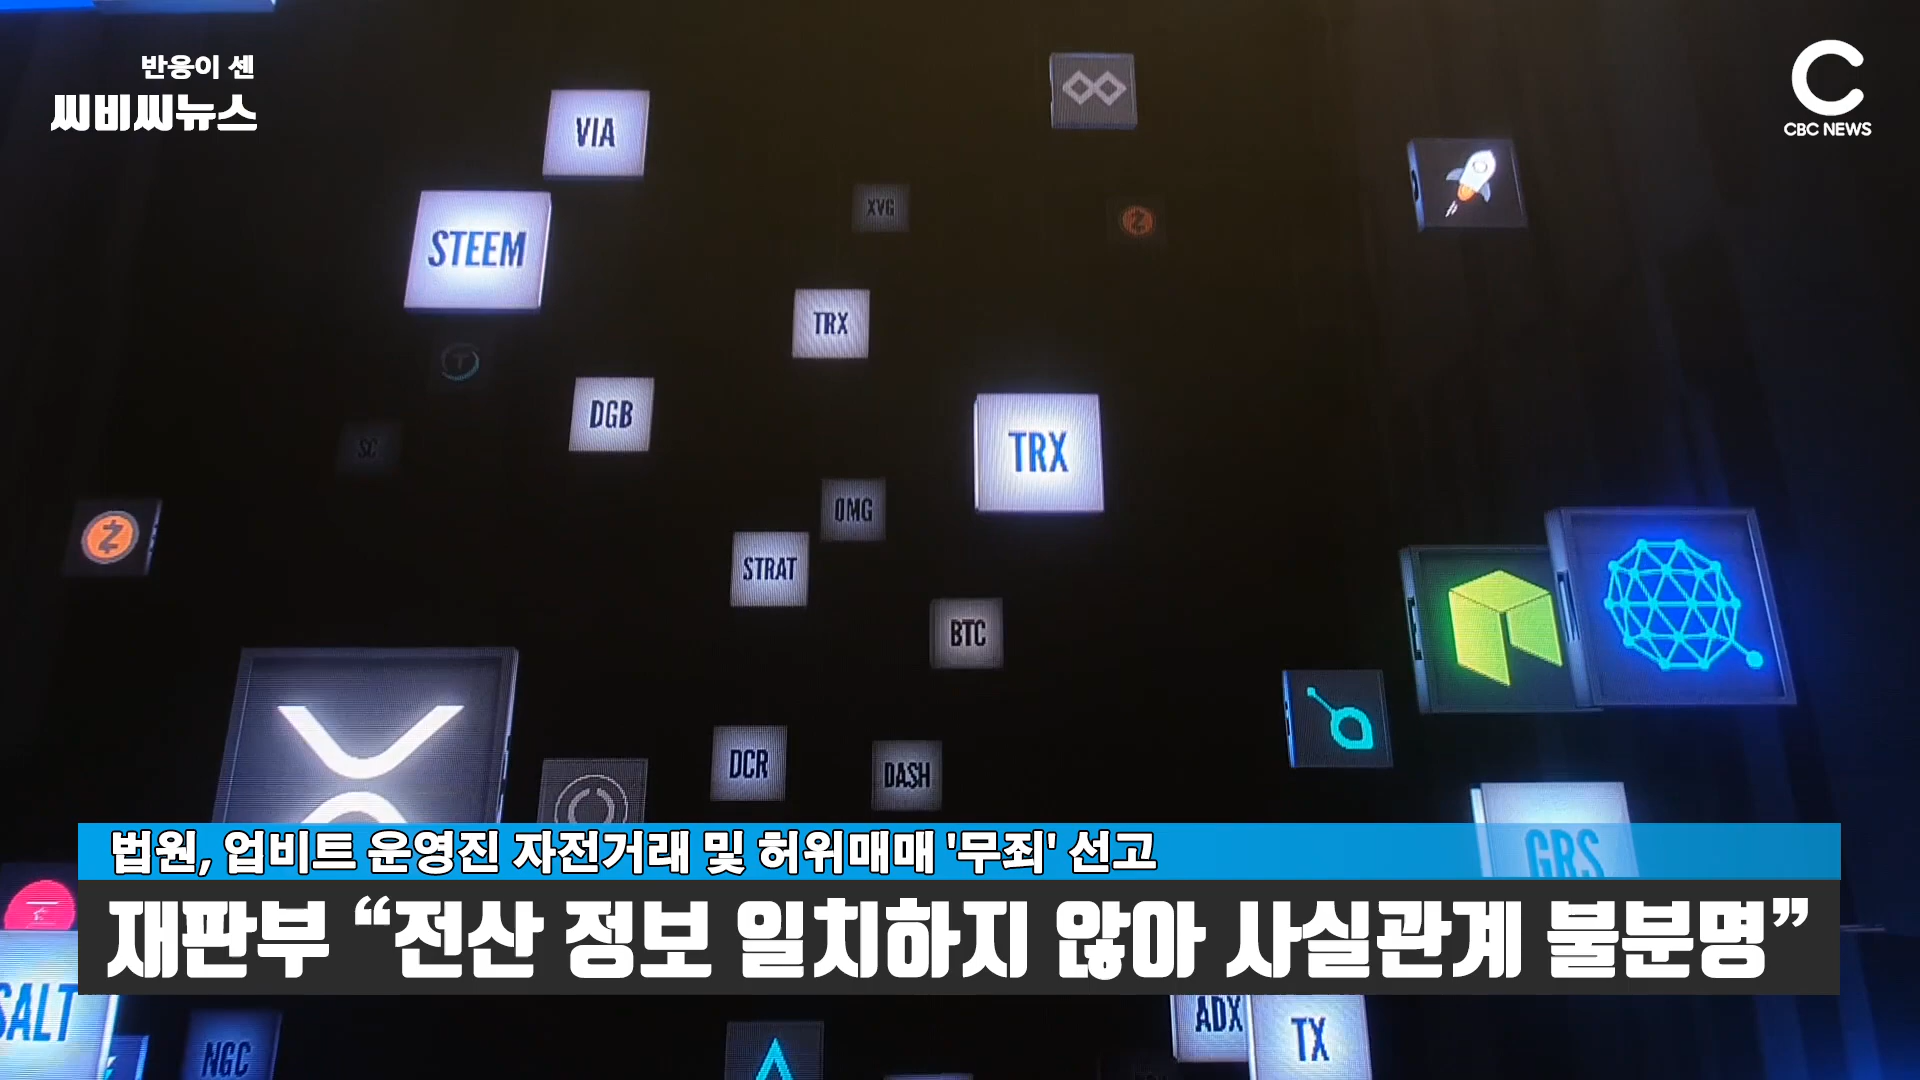 반응이 센
씨비씨뉴스
CBC NEWS
VIA
STEEM
XVG
TRX
DGB
TRX
SC
OMG
STRAT
BTC
DCR
DASH
GRS
법원, 업비트 운영진 자전거래 및 허위매매 '무죄' 선고
재판부 “전산 정보 일치하지 않아 사실관계 불분명”
SALT
ADX
TX
NGC